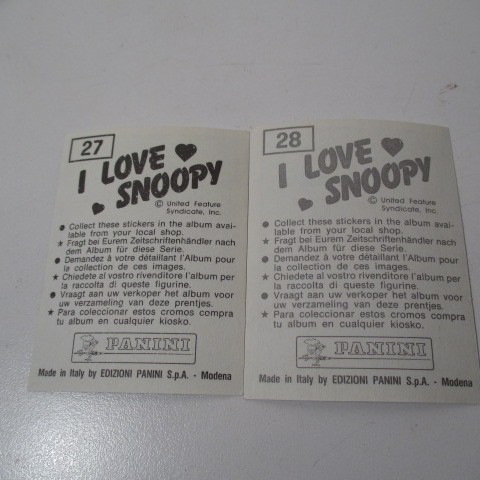 27
I LOVE
SNOOPY
© United Feature
Syndicate, Inc.
● Collect these stickers in the album avai-
lable from your local shop.
★ Fragt bei Eurem Zeitschriftenhändler nach
dem Album für diese Serie.
● Demandez à votre détaillant l'Album pour
la collection de ces images.
★ Chiedete al vostro rivenditore l'album per
la raccolta di queste figurine.
● Vraagt aan uw verkoper het album voor
uw verzameling van deze prentjes.
★ Para coleccionar estos cromos compra
tu album en cualquier kiosko.
PANINI
Made in Italy by EDIZIONI PANINI S.p.A. - Modena
28
I LOVE
SNOOPY
© United Feature
Syndicate, Inc.
● Collect these stickers in the album avai-
lable from your local shop.
★ Fragt bei Eurem Zeitschriftenhändler nach
dem Album für diese Serie.
● Demandez à votre détaillant l'Album pour
la collection de ces images.
★ Chiedete al vostro rivenditore l'album per
la raccolta di queste figurine.
● Vraagt aan uw verkoper het album voor
uw verzameling van deze prentjes.
★ Para coleccionar estos cromos compra
tu album en cualquier kiosko.
PANINI
Made in Italy by EDIZIONI PANINI S.p.A. - Modena